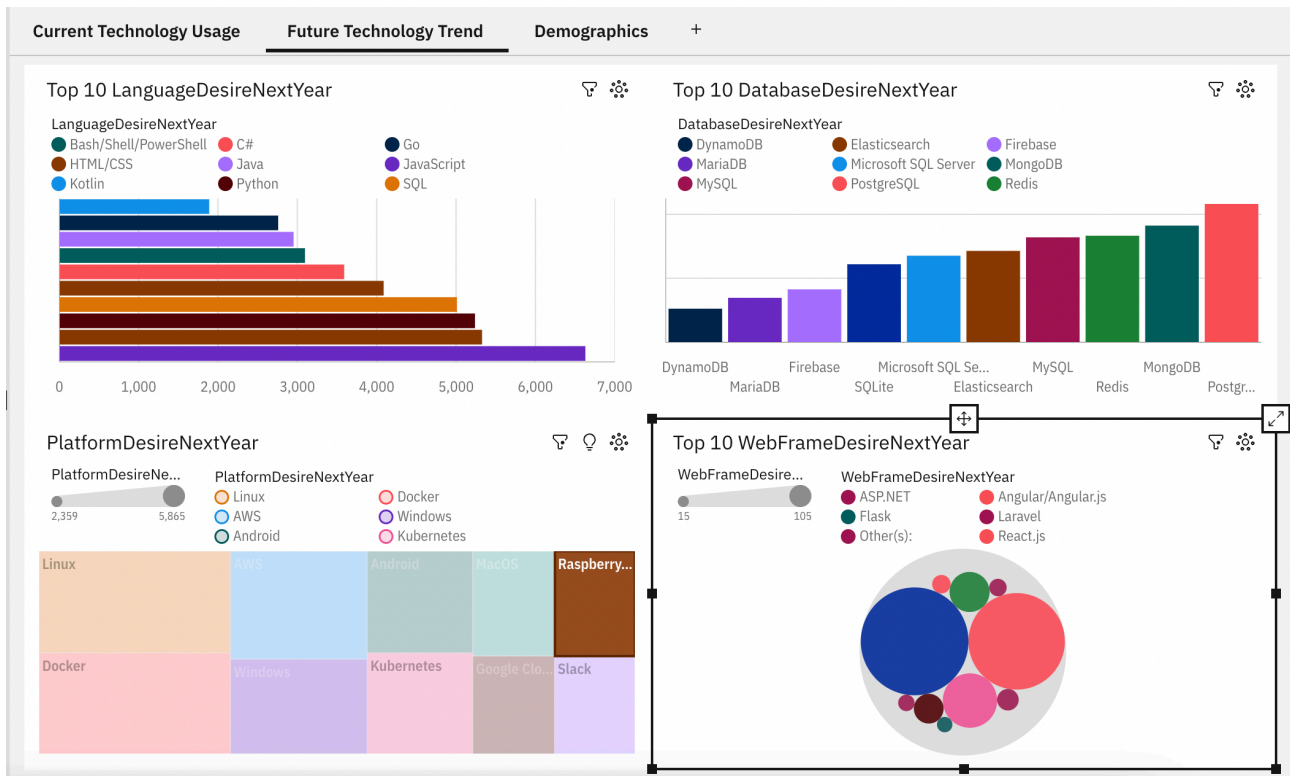 Current Technology Usage Future Technology Trend Demographics +
Top 10 LanguageDesireNextYear
LanguageDesireNextYear
Bash/Shell/PowerShell C# Go
HTML/CSS Java JavaScript
Kotlin Python SQL
0 1,000 2,000 3,000 4,000 5,000 6,000 7,000
Top 10 DatabaseDesireNextYear
DatabaseDesireNextYear
DynamoDB Elasticsearch Firebase
MariaDB Microsoft SQL Server MongoDB
MySQL PostgreSQL Redis
DynamoDB Firebase Microsoft SQL Se... MySQL MongoDB
MariaDB SQLite Elasticsearch Redis Postgr...
PlatformDesireNextYear
PlatformDesireNe... PlatformDesireNextYear
Linux Docker
2,359 5,865 AWS Windows
Android Kubernetes
Linux AWS Android MacOS Raspberry...
Docker Windows Kubernetes Google Clo... Slack
Top 10 WebFrameDesireNextYear
WebFrameDesire... WebFrameDesireNextYear
ASP.NET Angular/Angular.js
15 105 Flask Laravel
Other(s): React.js